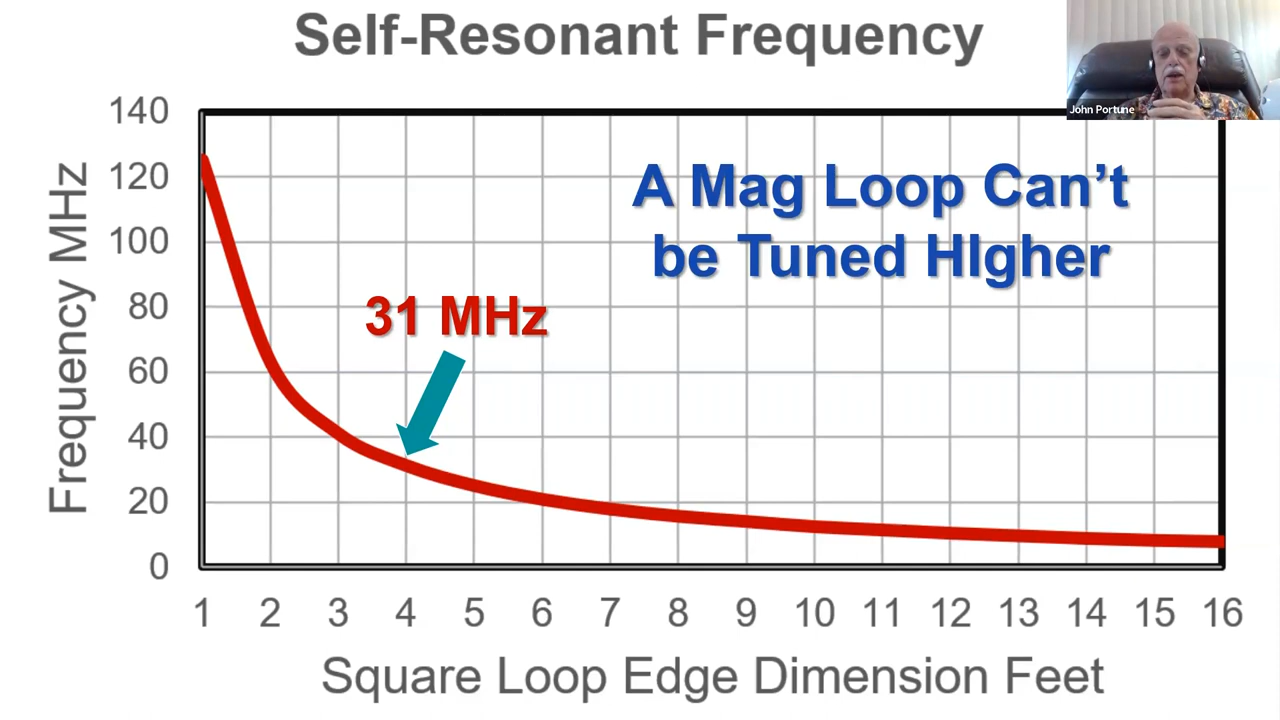 Self-Resonant Frequency
John Portune
140
120
100
80
60
40
20
0
Frequency MHz
A Mag Loop Can't
be Tuned HIgher
31 MHz
1 2 3 4 5 6 7 8 9 10 11 12 13 14 15 16
Square Loop Edge Dimension Feet